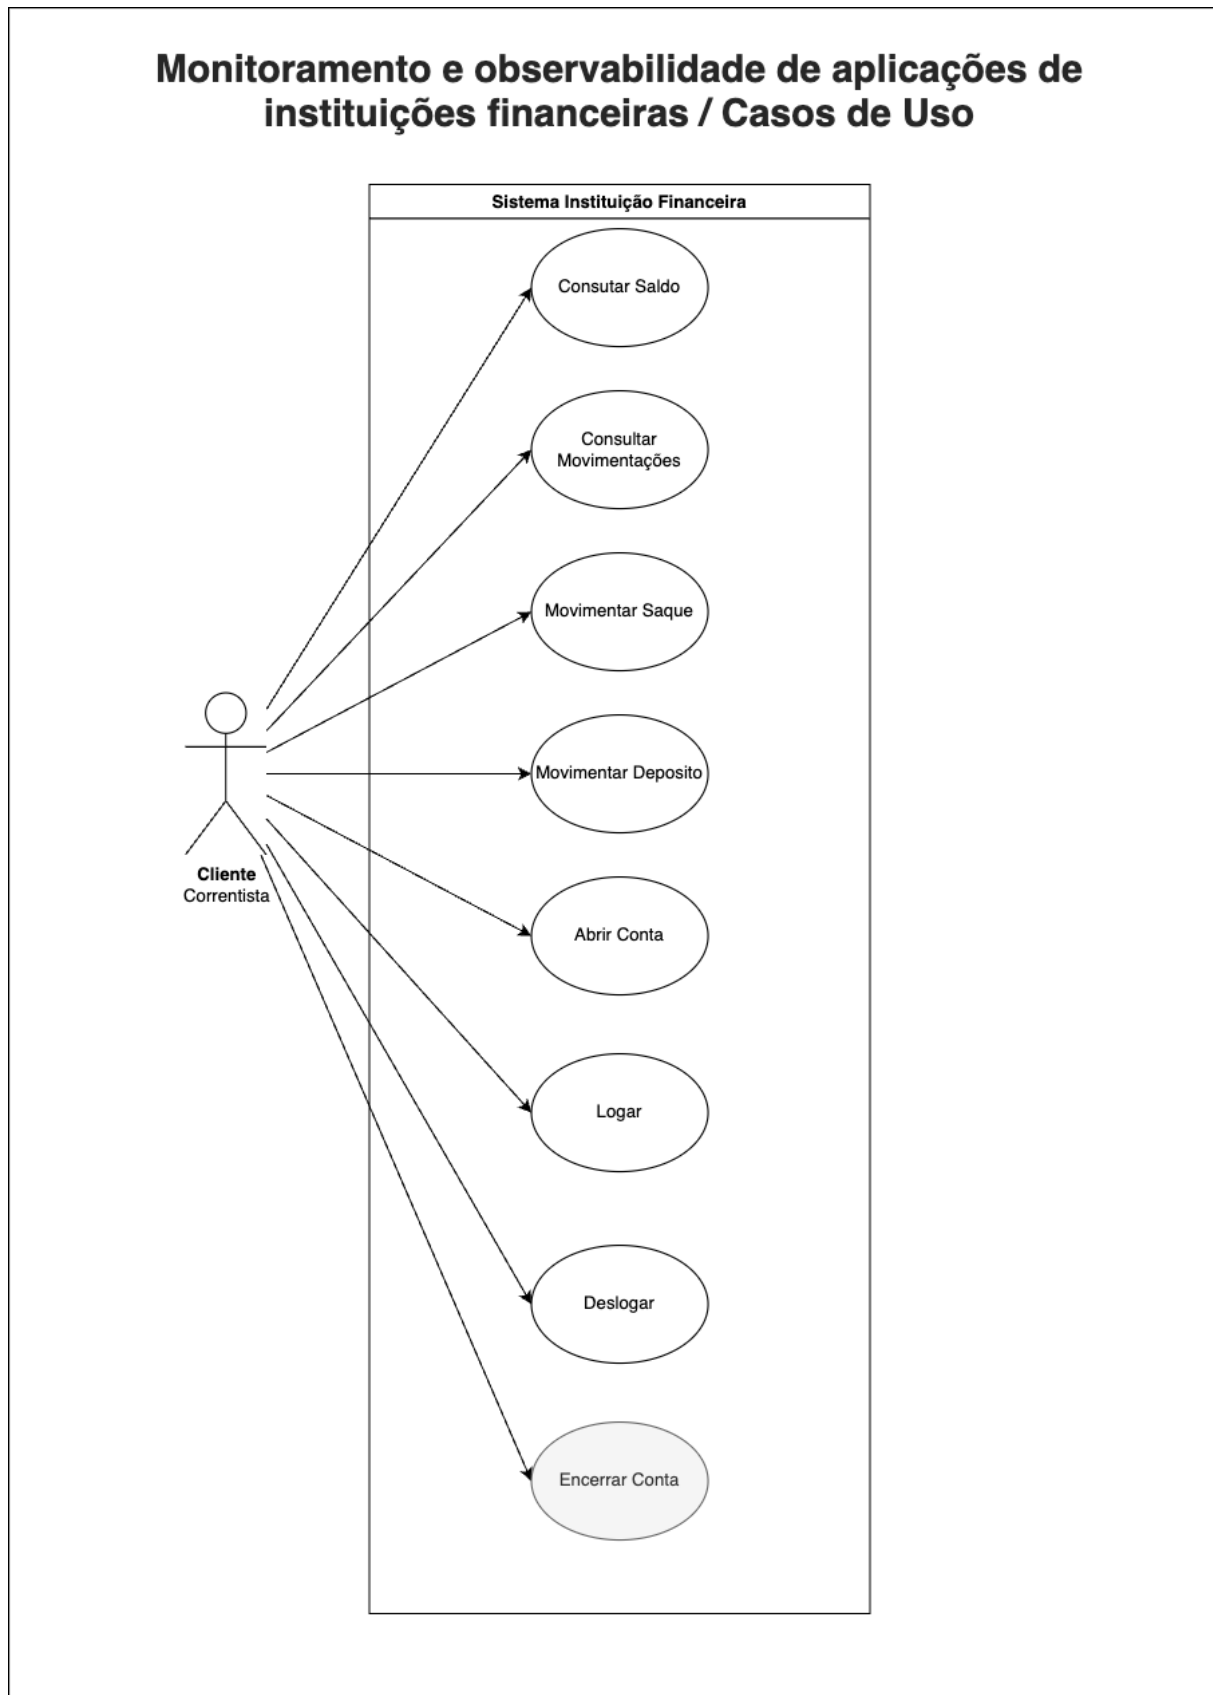 Monitoramento e observabilidade de aplicações de
instituições financeiras / Casos de Uso
Sistema Instituição Financeira
Consutar Saldo
Consultar
Movimentações
Movimentar Saque
Movimentar Deposito
Cliente
Correntista
Abrir Conta
Logar
Deslogar
Encerrar Conta